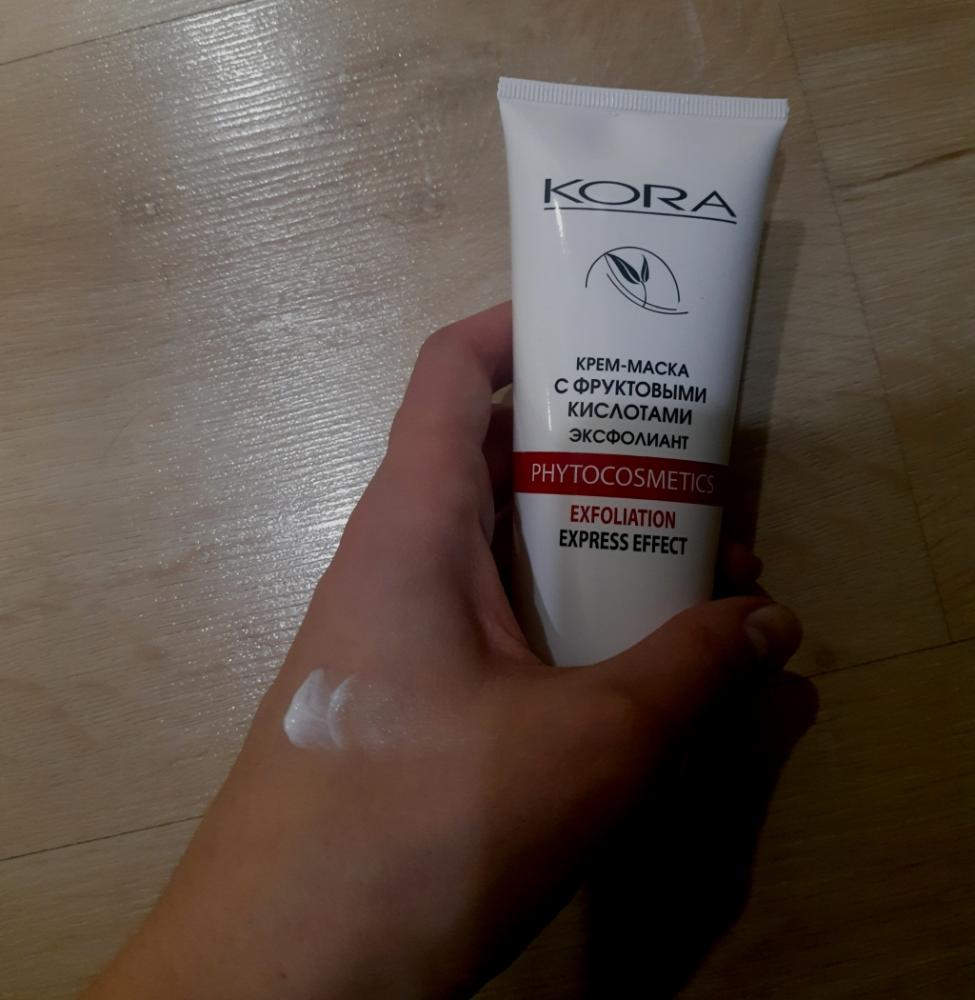 KORA
КРЕМ-МАСКА
С ФРУКТОВЫМИ
КИСЛОТАМИ
ЭКСФОЛИАНТ
PHYTOCOSMETICS
EXFOLIATION
EXPRESS EFFECT